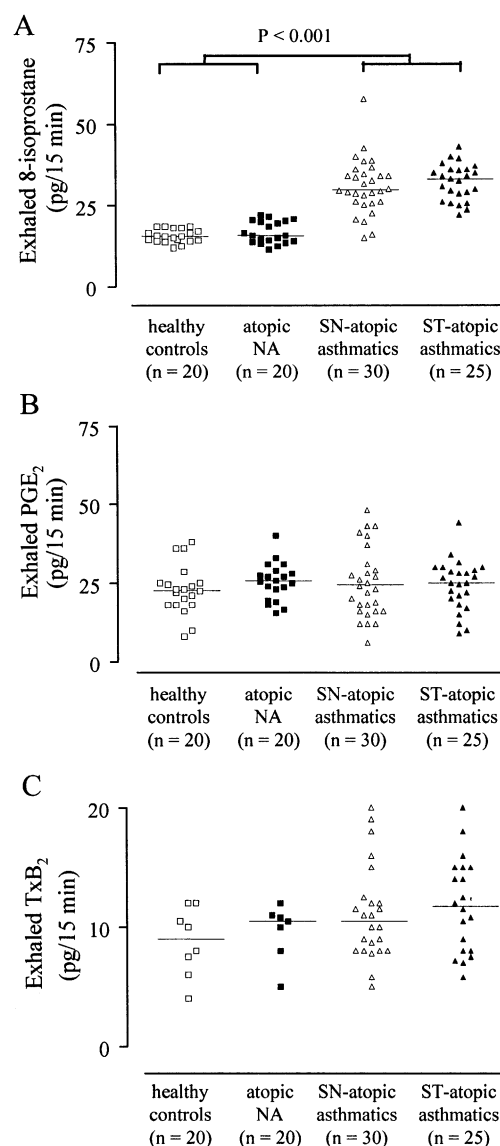 A
P < 0.001
Exhaled 8-isoprostane
(pg/15 min)
75
50
25
0
healthy controls (n = 20)
atopic NA (n = 20)
SN-atopic asthmatics (n = 30)
ST-atopic asthmatics (n = 25)
B
Exhaled PGE2
(pg/15 min)
75
50
25
0
healthy controls (n = 20)
atopic NA (n = 20)
SN-atopic asthmatics (n = 30)
ST-atopic asthmatics (n = 25)
C
Exhaled TxB2
(pg/15 min)
20
10
0
healthy controls (n = 20)
atopic NA (n = 20)
SN-atopic asthmatics (n = 30)
ST-atopic asthmatics (n = 25)